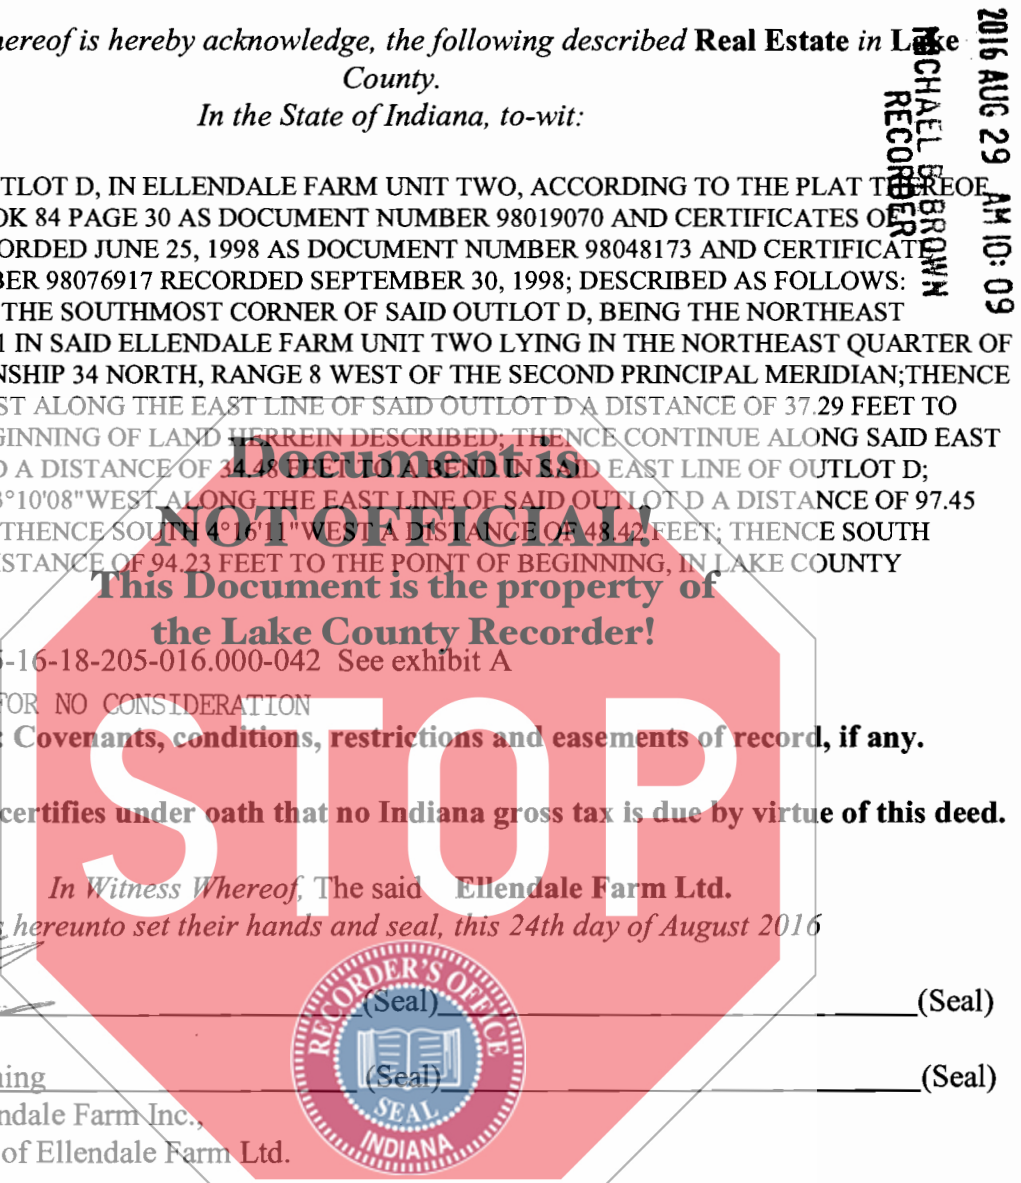 hereof is hereby acknowledge, the following described Real Estate in Lake
County.
In the State of Indiana, to-wit:
2016 AUG 29 AM 10: 09
MICHAEL B. BROWN
RECORDER
TLOT D, IN ELLENDALE FARM UNIT TWO, ACCORDING TO THE PLAT THEREOF
OK 84 PAGE 30 AS DOCUMENT NUMBER 98019070 AND CERTIFICATES OF
ORDED JUNE 25, 1998 AS DOCUMENT NUMBER 98048173 AND CERTIFICATE
BER 98076917 RECORDED SEPTEMBER 30, 1998; DESCRIBED AS FOLLOWS:
THE SOUTHMOST CORNER OF SAID OUTLOT D, BEING THE NORTHEAST
1 IN SAID ELLENDALE FARM UNIT TWO LYING IN THE NORTHEAST QUARTER OF
NSHIP 34 NORTH, RANGE 8 WEST OF THE SECOND PRINCIPAL MERIDIAN;THENCE
ST ALONG THE EAST LINE OF SAID OUTLOT D A DISTANCE OF 37.29 FEET TO
GINNING OF LAND HERREIN DESCRIBED; THENCE CONTINUE ALONG SAID EAST
D A DISTANCE OF 34.48 FEET TO A BEND IN SAID EAST LINE OF OUTLOT D;
3°10'08"WEST ALONG THE EAST LINE OF SAID OUTLOT D A DISTANCE OF 97.45
THENCE SOUTH 4°16'11"WEST A DISTANCE OF 48.42 FEET; THENCE SOUTH
STANCE OF 94.23 FEET TO THE POINT OF BEGINNING, IN LAKE COUNTY
Document is
NOT OFFICIAL!
This Document is the property of
the Lake County Recorder!
-16-18-205-016.000-042 See exhibit A
FOR NO CONSIDERATION
: Covenants, conditions, restrictions and easements of record, if any.
STOP
certifies under oath that no Indiana gross tax is due by virtue of this deed.
In Witness Whereof, The said Ellendale Farm Ltd.
s hereunto set their hands and seal, this 24th day of August 2016
(Seal) (Seal)
ning (Seal) (Seal)
ndale Farm Inc.,
of Ellendale Farm Ltd.
RECORDER'S OFFICE
SEAL
INDIANA